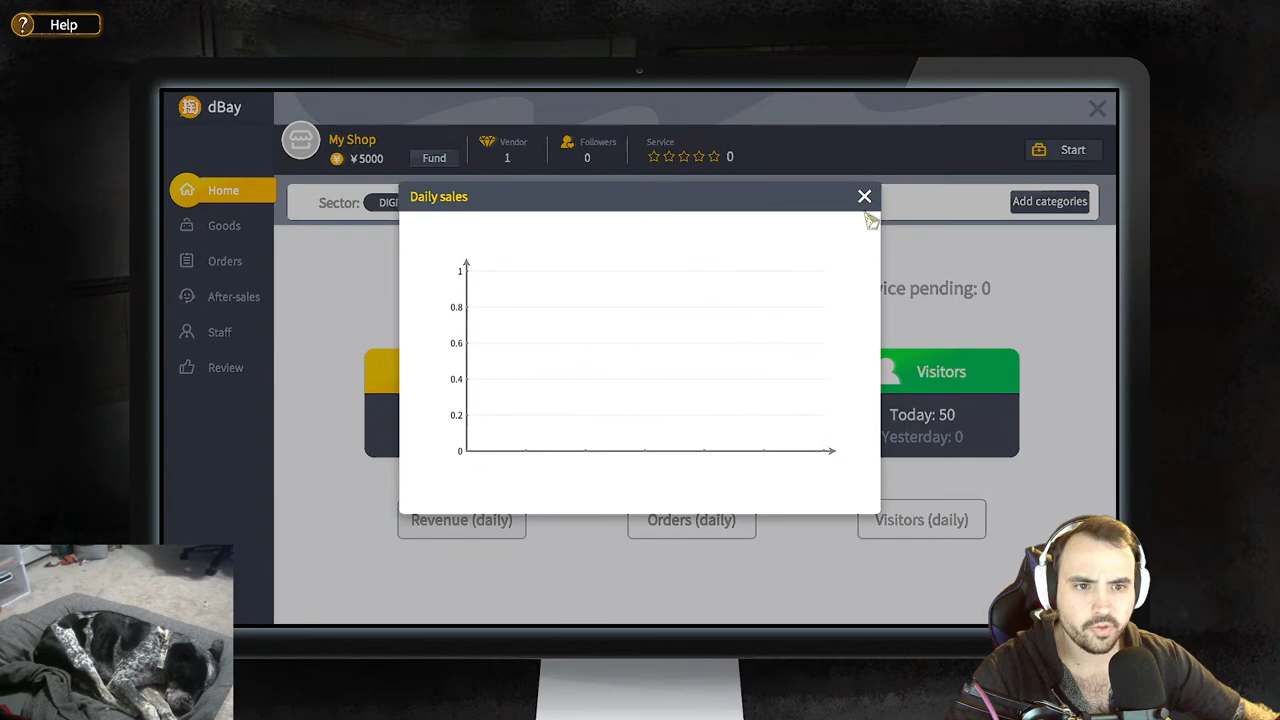 ? Help
dBay
My Shop
¥5000
Fund
Vendor
1
Followers
0
Service
0
Start
Home
Goods
Orders
After-sales
Staff
Review
Sector:
Add categories
Daily sales
1
0.8
0.6
0.4
0.2
0
vice pending: 0
Visitors
Today: 50
Yesterday: 0
Revenue (daily)
Orders (daily)
Visitors (daily)